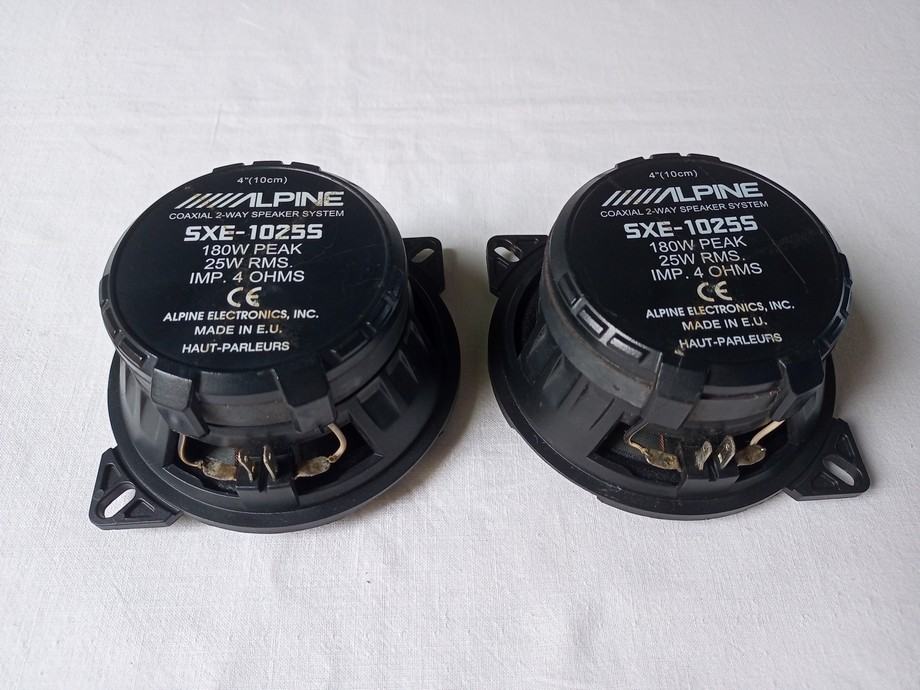 4"(10cm)
ALPINE
COAXIAL 2-WAY SPEAKER SYSTEM
SXE-1025S
180W PEAK
25W RMS.
IMP. 4 OHMS
CE
ALPINE ELECTRONICS, INC.
MADE IN E.U.
HAUT-PARLEURS
4"(10cm)
ALPINE
COAXIAL 2-WAY SPEAKER SYSTEM
SXE-1025S
180W PEAK
25W RMS.
IMP. 4 OHMS
CE
ALPINE ELECTRONICS, INC.
MADE IN E.U.
HAUT-PARLEURS